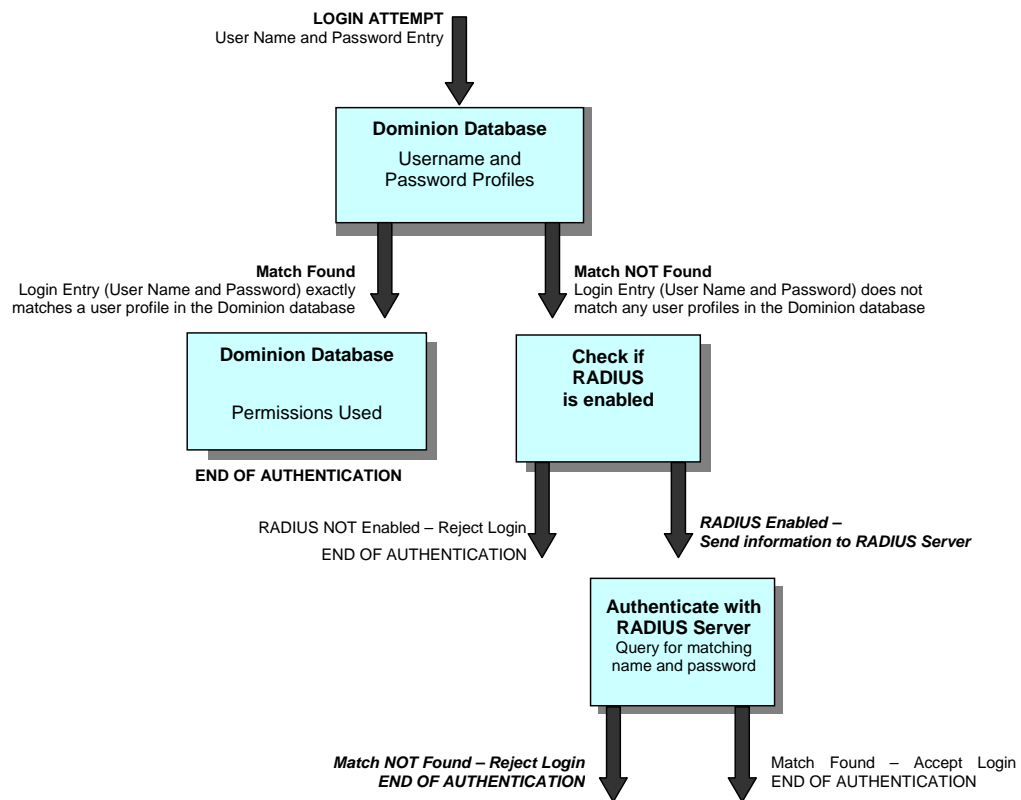 LOGIN ATTEMPT
User Name and Password Entry
Dominion Database
Username and
Password Profiles
Match Found
Login Entry (User Name and Password) exactly
matches a user profile in the Dominion database
Match NOT Found
Login Entry (User Name and Password) does not
match any user profiles in the Dominion database
Dominion Database
Permissions Used
END OF AUTHENTICATION
Check if
RADIUS
is enabled
RADIUS NOT Enabled – Reject Login
END OF AUTHENTICATION
RADIUS Enabled –
Send information to RADIUS Server
Authenticate with
RADIUS Server
Query for matching
name and password
Match NOT Found – Reject Login
END OF AUTHENTICATION
Match Found – Accept Login
END OF AUTHENTICATION